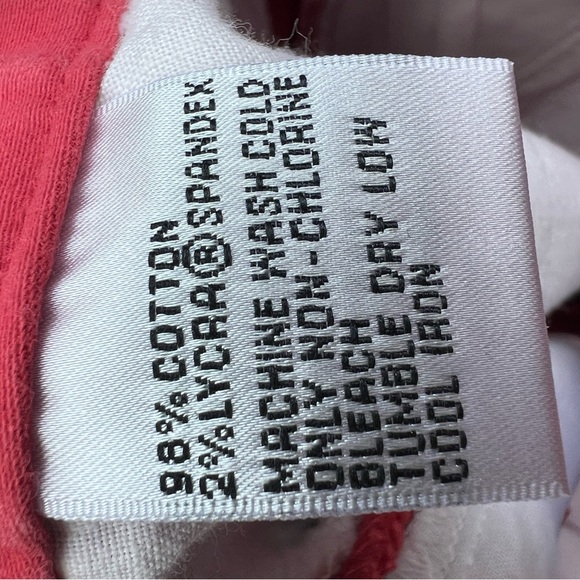 98% COTTON
2% LYCRA® SPANDEX
MACHINE WASH COLD
ONLY NON-CHLORINE
BLEACH
TUMBLE DRY LOW
COOL IRON